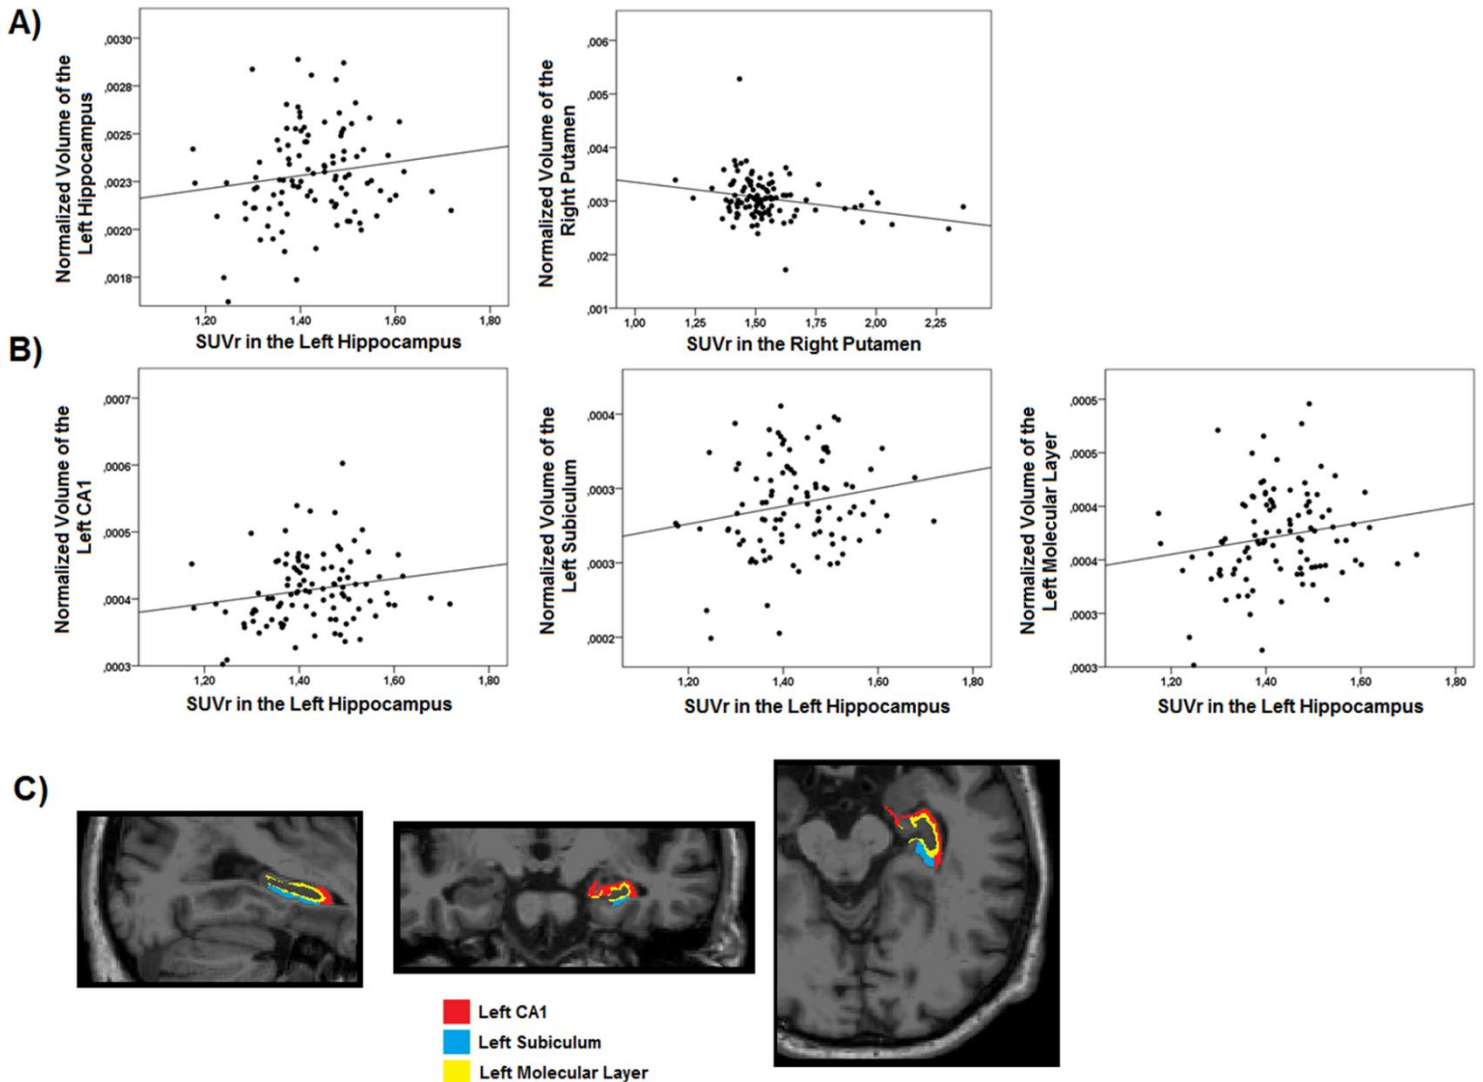 A)
Normalized Volume of the
Left Hippocampus
,0030
,0028
,0025
,0023
,0020
,0018
1,20
1,40
1,60
1,80
SUVr in the Left Hippocampus
Normalized Volume of the
Right Putamen
,006
,005
,004
,003
,002
,001
1,00
1,25
1,50
1,75
2,00
2,25
SUVr in the Right Putamen
B)
Normalized Volume of the
Left CA1
,0007
,0006
,0005
,0004
,0003
1,20
1,40
1,60
1,80
SUVr in the Left Hippocampus
Normalized Volume of the
Left Subiculum
,0004
,0003
,0003
,0002
1,20
1,40
1,60
1,80
SUVr in the Left Hippocampus
Normalized Volume of the
Left Molecular Layer
,0005
,0005
,0004
,0004
,0003
,0003
1,20
1,40
1,60
1,80
SUVr in the Left Hippocampus
C)
Left CA1
Left Subiculum
Left Molecular Layer